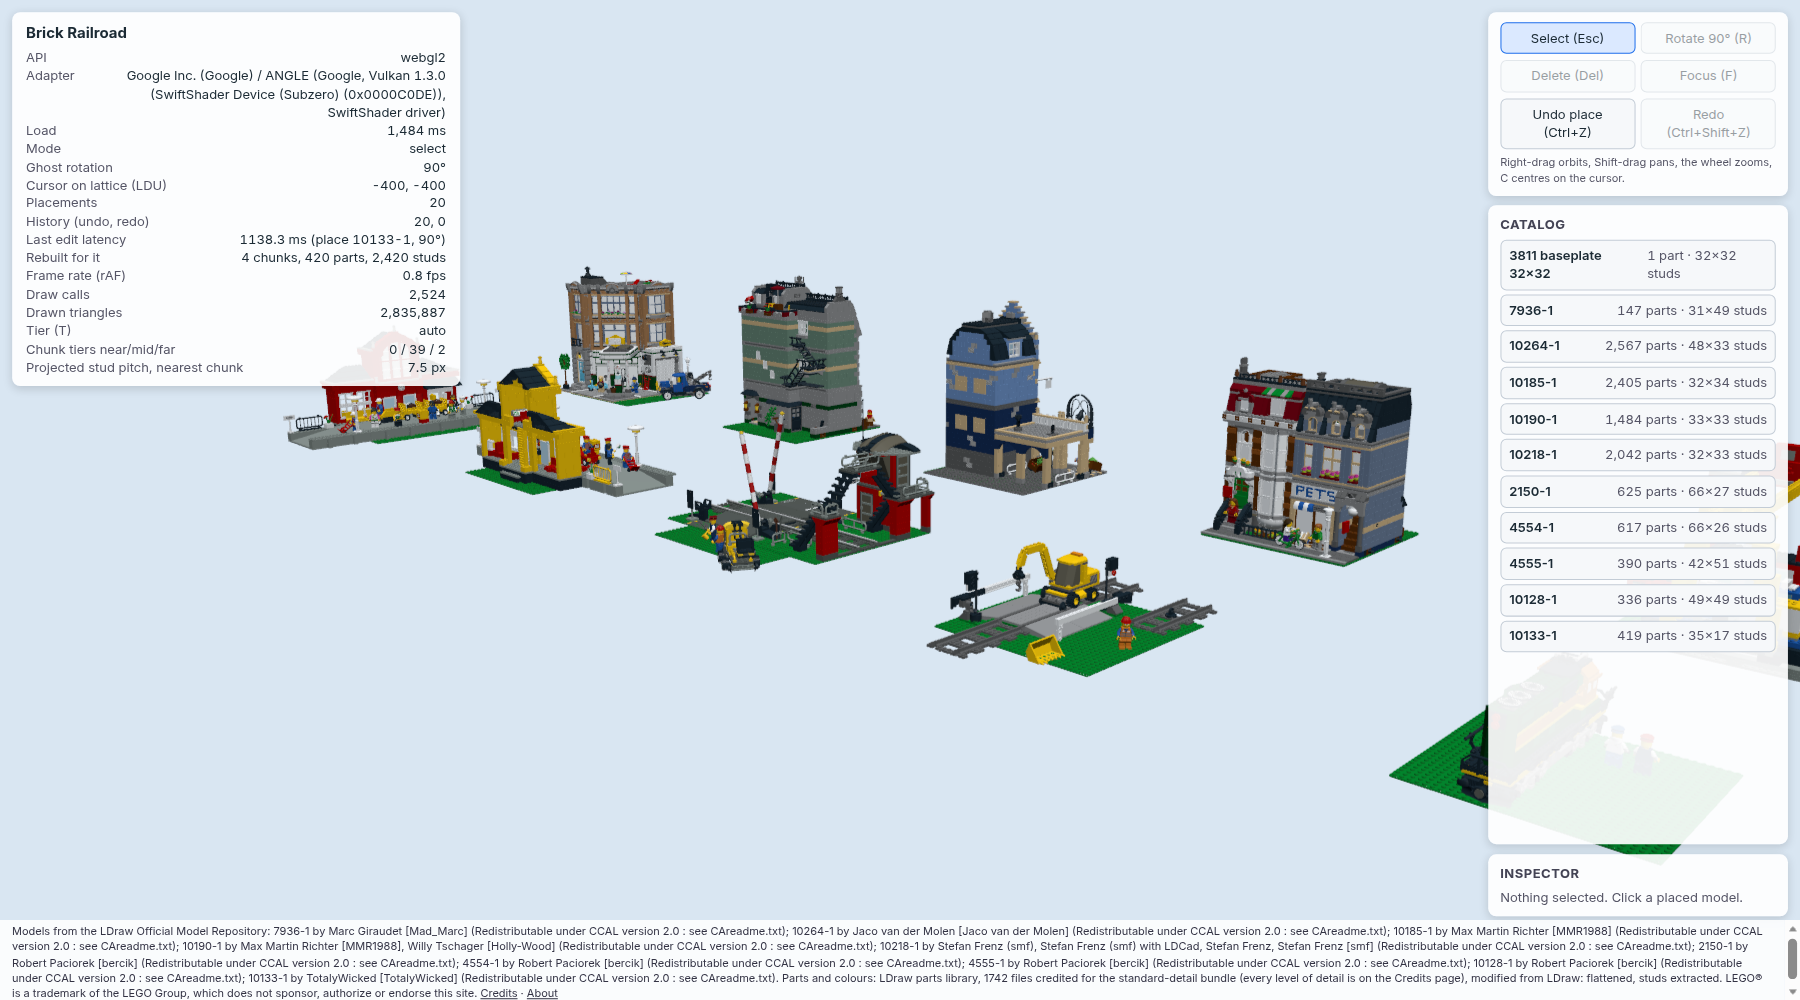 Brick Railroad
API webgl2
Adapter Google Inc. (Google) / ANGLE (Google, Vulkan 1.3.0
(SwiftShader Device (Subzero) (0x0000C0DE)),
SwiftShader driver)
Load 1,484 ms
Mode select
Ghost rotation 90°
Cursor on lattice (LDU) -400, -400
Placements 20
History (undo, redo) 20, 0
Last edit latency 1138.3 ms (place 10133-1, 90°)
Rebuilt for it 4 chunks, 420 parts, 2,420 studs
Frame rate (rAF) 0.8 fps
Draw calls 2,524
Drawn triangles 2,835,887
Tier (T) auto
Chunk tiers near/mid/far 0 / 39 / 2
Projected stud pitch, nearest chunk 7.5 px
PETS
Select (Esc) Rotate 90° (R)
Delete (Del) Focus (F)
Undo place Redo
(Ctrl+Z) (Ctrl+Shift+Z)
Right-drag orbits, Shift-drag pans, the wheel zooms,
C centres on the cursor.
CATALOG
3811 baseplate 1 part · 32×32
32×32 studs
7936-1 147 parts · 31×49 studs
10264-1 2,567 parts · 48×33 studs
10185-1 2,405 parts · 32×34 studs
10190-1 1,484 parts · 33×33 studs
10218-1 2,042 parts · 32×33 studs
2150-1 625 parts · 66×27 studs
4554-1 617 parts · 66×26 studs
4555-1 390 parts · 42×51 studs
10128-1 336 parts · 49×49 studs
10133-1 419 parts · 35×17 studs
INSPECTOR
Nothing selected. Click a placed model.
Models from the LDraw Official Model Repository: 7936-1 by Marc Giraudet [Mad_Marc] (Redistributable under CCAL version 2.0 : see CAreadme.txt); 10264-1 by Jaco van der Molen [Jaco van der Molen] (Redistributable under CCAL version 2.0 : see CAreadme.txt); 10185-1 by Max Martin Richter [MMR1988] (Redistributable under CCAL
version 2.0 : see CAreadme.txt); 10190-1 by Max Martin Richter [MMR1988], Willy Tschager [Holly-Wood] (Redistributable under CCAL version 2.0 : see CAreadme.txt); 10218-1 by Stefan Frenz (smf), Stefan Frenz (smf) with LDCad, Stefan Frenz, Stefan Frenz [smf] (Redistributable under CCAL version 2.0 : see CAreadme.txt); 2150-1 by
Robert Paciorek [bercik] (Redistributable under CCAL version 2.0 : see CAreadme.txt); 4554-1 by Robert Paciorek [bercik] (Redistributable under CCAL version 2.0 : see CAreadme.txt); 4555-1 by Robert Paciorek [bercik] (Redistributable under CCAL version 2.0 : see CAreadme.txt); 10128-1 by Robert Paciorek [bercik] (Redistributable
under CCAL version 2.0 : see CAreadme.txt); 10133-1 by TotalyWicked [TotalyWicked] (Redistributable under CCAL version 2.0 : see CAreadme.txt). Parts and colours: LDraw parts library, 1742 files credited for the standard-detail bundle (every level of detail is on the Credits page), modified from LDraw: flattened, studs extracted. LEGO®
is a trademark of the LEGO Group, which does not sponsor, authorize or endorse this site. Credits · About